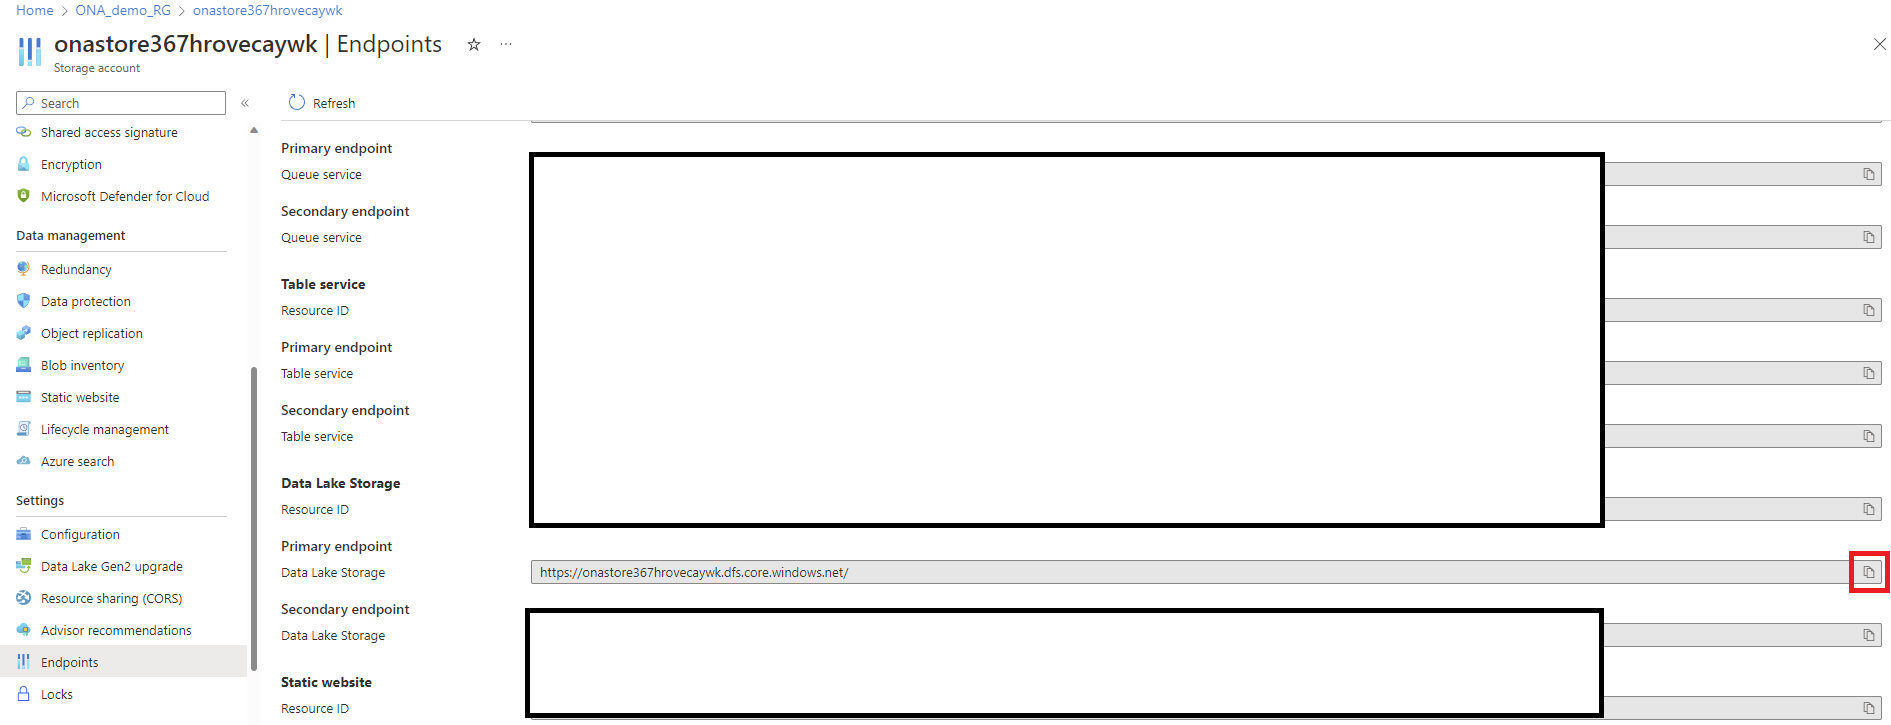 Home > ONA_demo_RG > onastore367hrovecaywk
onastore367hrovecaywk | Endpoints
Storage account
Search
Shared access signature
Encryption
Microsoft Defender for Cloud
Data management
Redundancy
Data protection
Object replication
Blob inventory
Static website
Lifecycle management
Azure search
Settings
Configuration
Data Lake Gen2 upgrade
Resource sharing (CORS)
Advisor recommendations
Endpoints
Locks
Refresh
Primary endpoint
Queue service
Secondary endpoint
Queue service
Table service
Resource ID
Primary endpoint
Table service
Secondary endpoint
Table service
Data Lake Storage
Resource ID
Primary endpoint
Data Lake Storage
https://onastore367hrovecaywk.dfs.core.windows.net/
Secondary endpoint
Data Lake Storage
Static website
Resource ID